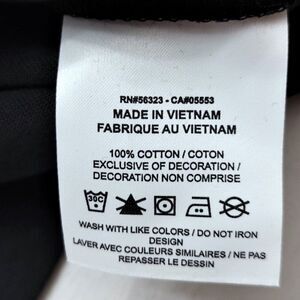 RN#56323 - CA#05553
MADE IN VIETNAM
FABRIQUE AU VIETNAM
100% COTTON / COTON
EXCLUSIVE OF DECORATION /
DECORATION NON COMPRISE
30C
WASH WITH LIKE COLORS / DO NOT IRON
DESIGN
LAVER AVEC COULEURS SIMILAIRES / NE PAS
REPASSER LE DESSIN